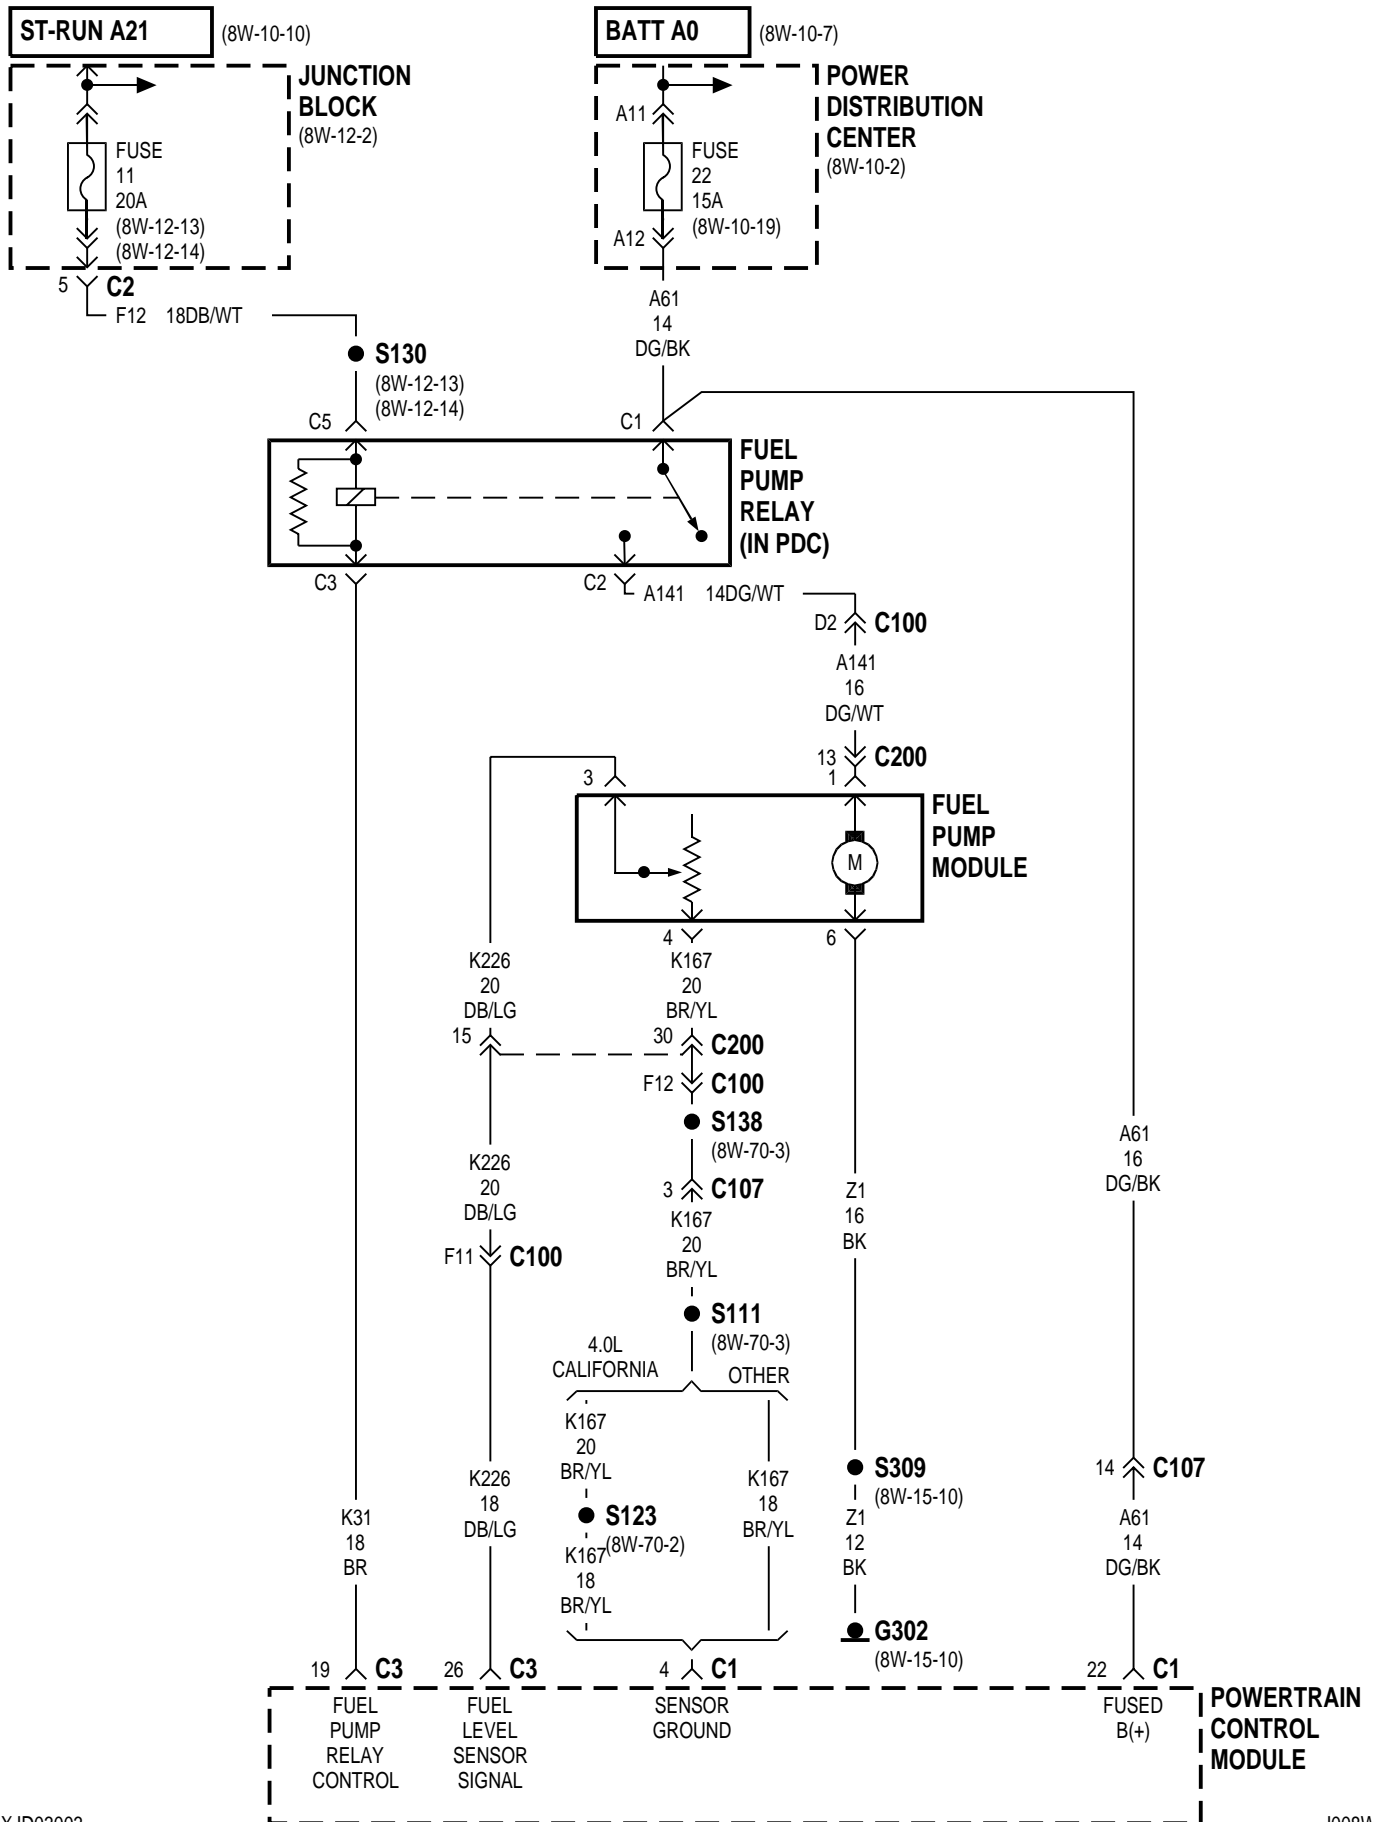 ST-RUN A21
(8W-10-10)
BATT A0
(8W-10-7)
JUNCTION
BLOCK
(8W-12-2)
FUSE
11
20A
(8W-12-13)
(8W-12-14)
5
C2
F12 18DB/WT
POWER
DISTRIBUTION
CENTER
(8W-10-2)
A11
FUSE
22
15A
(8W-10-19)
A12
A61
14
DG/BK
S130
(8W-12-13)
(8W-12-14)
C5
C1
FUEL
PUMP
RELAY
(IN PDC)
C3
C2
A141 14DG/WT
D2
C100
A141
16
DG/WT
13
C200
3
1
FUEL
PUMP
MODULE
M
4
6
K226
20
DB/LG
K167
20
BR/YL
15
30
C200
F12
C100
S138
(8W-70-3)
A61
16
DG/BK
K226
20
DB/LG
3
C107
Z1
16
BK
K167
20
BR/YL
F11
C100
S111
(8W-70-3)
4.0L
CALIFORNIA
OTHER
K167
20
BR/YL
K226
18
DB/LG
K167
18
BR/YL
S309
(8W-15-10)
14
C107
S123
(8W-70-2)
K31
18
BR
K167
18
BR/YL
Z1
12
BK
A61
14
DG/BK
G302
(8W-15-10)
19
C3
26
C3
4
C1
22
C1
FUEL
PUMP
RELAY
CONTROL
FUEL
LEVEL
SENSOR
SIGNAL
SENSOR
GROUND
FUSED
B(+)
POWERTRAIN
CONTROL
MODULE